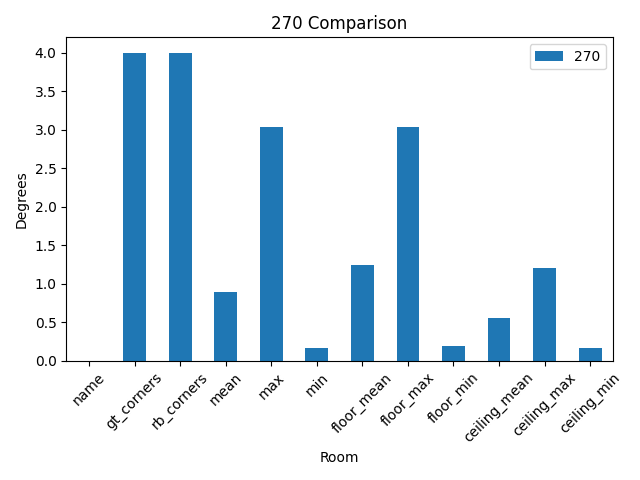 270 Comparison
270
Degrees
4.0
3.5
3.0
2.5
2.0
1.5
1.0
0.5
0.0
name
gt_corners
rb_corners
mean
max
min
floor_mean
floor_max
floor_min
ceiling_mean
ceiling_max
ceiling_min
Room